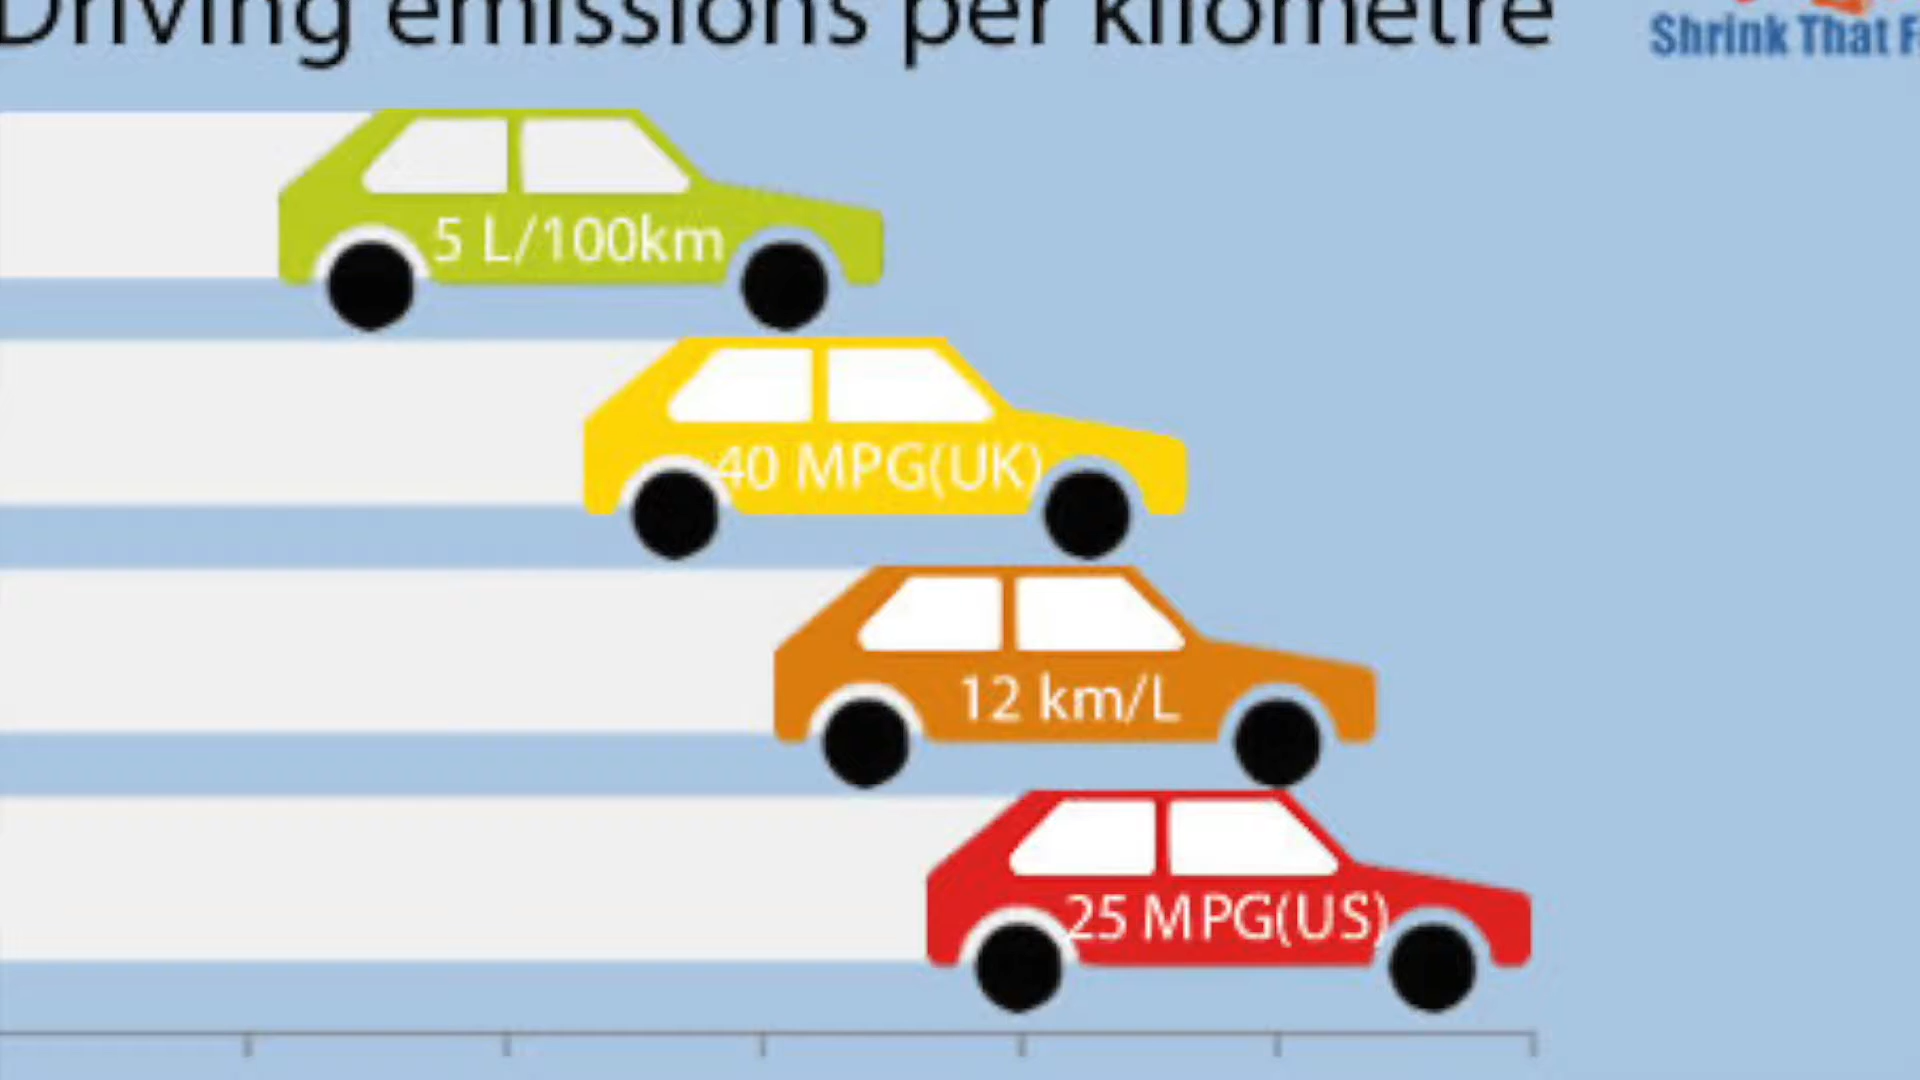 Driving emissions per kilometre
Shrink That
5 L/100km
40 MPG(UK)
12 km/L
25 MPG(US)